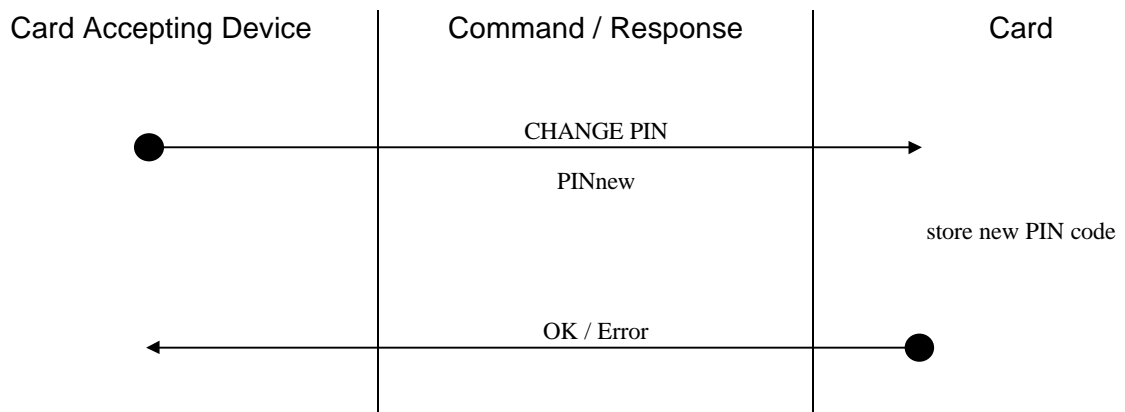 Card Accepting Device
Command / Response
Card
CHANGE PIN
PINnew
store new PIN code
OK / Error